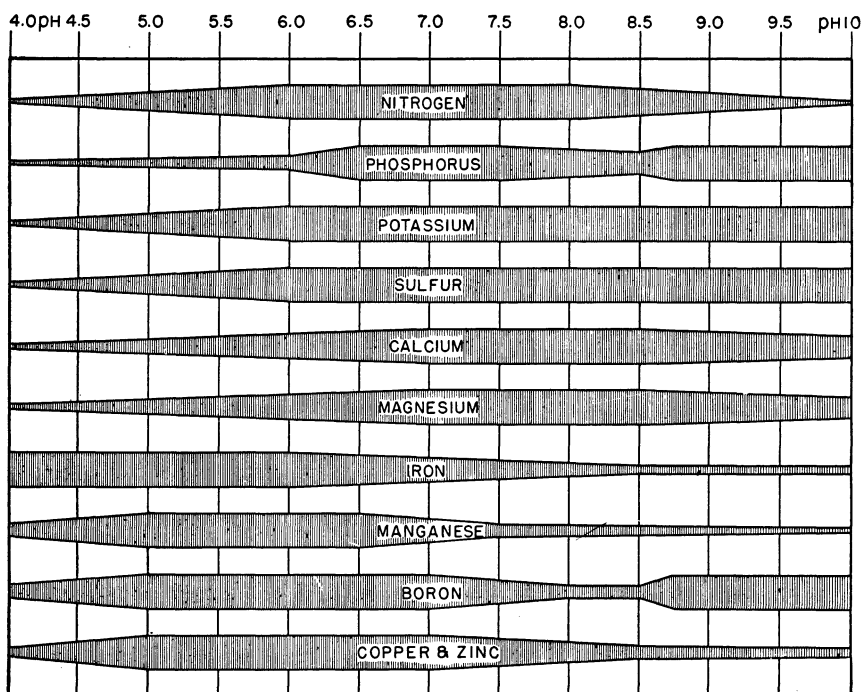 4.0PH 4.5 5.0 5.5 6.0 6.5 7.0 7.5 8.0 8.5 9.0 9.5 PH10
NITROGEN
PHOSPHORUS
POTASSIUM
SULFUR
CALCIUM
MAGNESIUM
IRON
MANGANESE
BORON
COPPER & ZINC